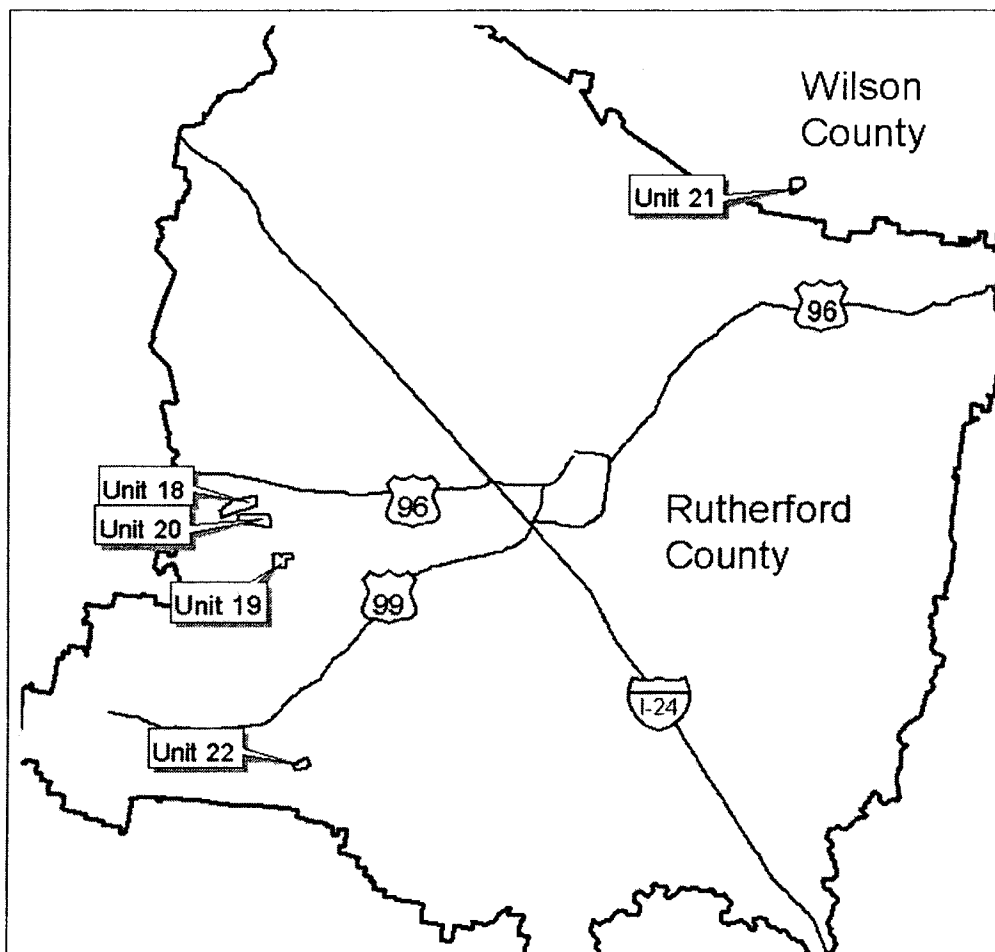 Wilson
County
Unit 21
96
Unit 18
96
Unit 20
Rutherford
County
Unit 19
99
I-24
Unit 22